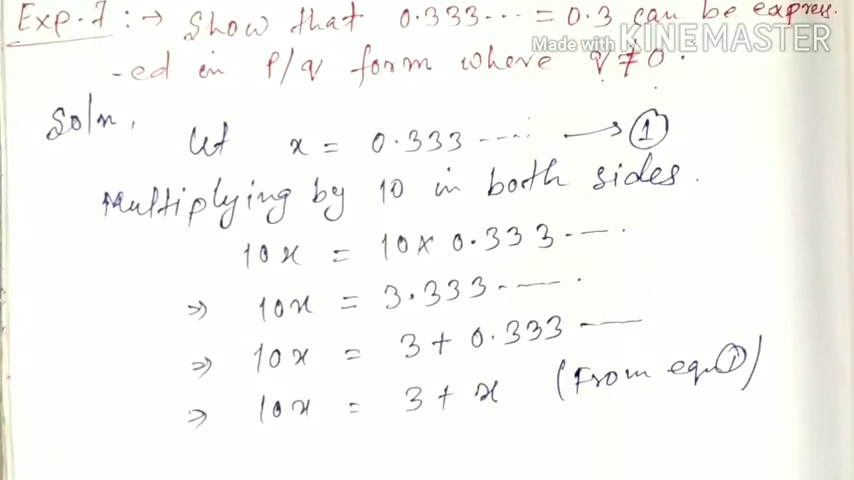 Exp. 7 :→ Show that 0.333... = 0.3 can be express.
Made with KINEMASTER
-ed in p/q form where q ≠ 0.
Soln,
Let x = 0.333 ----- → ①
Multiplying by 10 in both sides.
10x = 10 × 0.333 ----.
⇒ 10x = 3.333 -----.
⇒ 10x = 3 + 0.333 ----
⇒ 10x = 3 + x (From eqn ①)